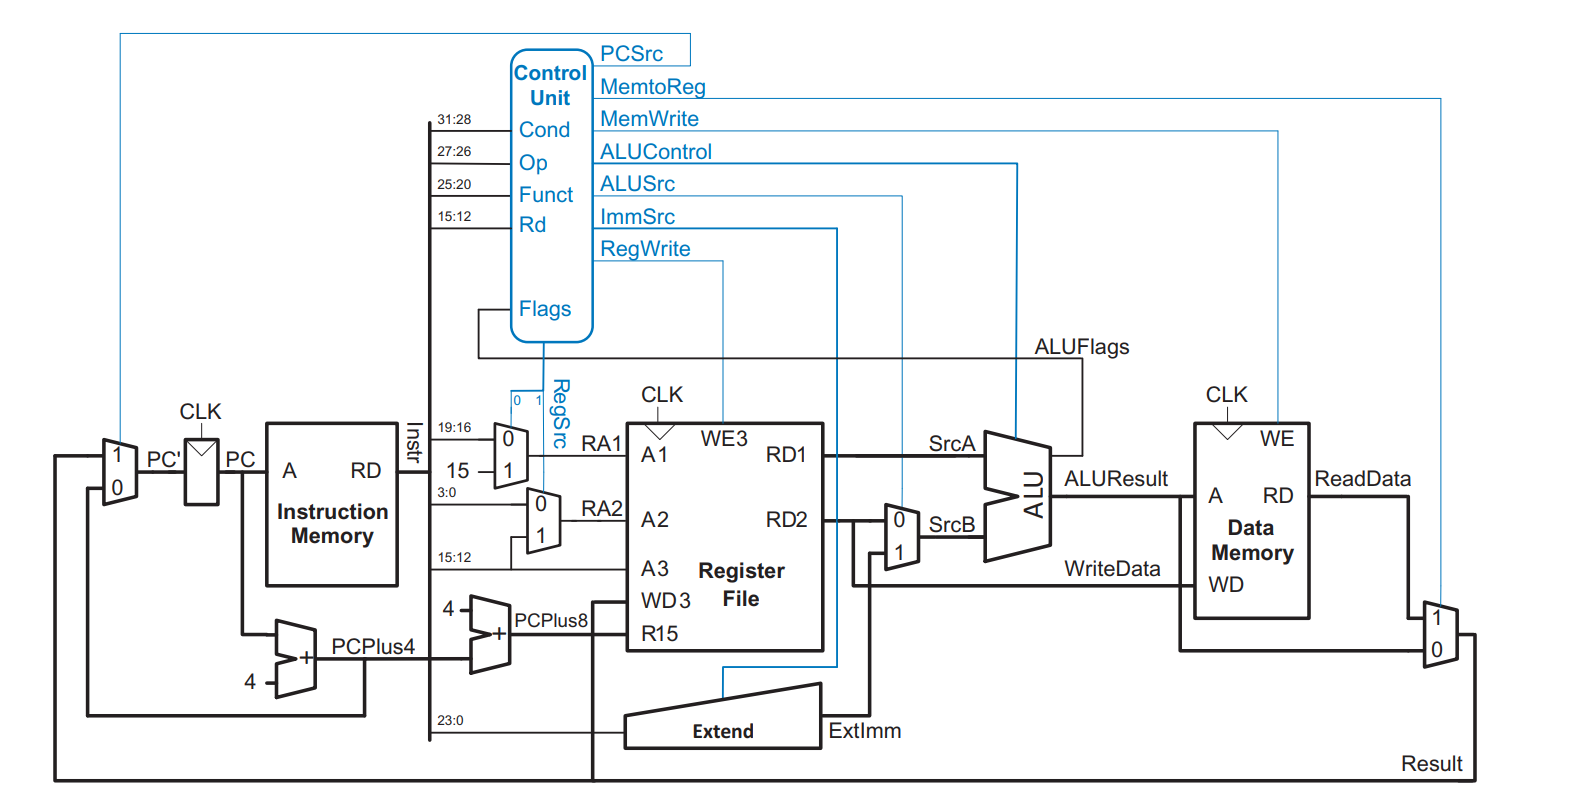 PCSrc
Control
Unit
MemtoReg
31:28
Cond
MemWrite
27:26
Op
ALUControl
25:20
Funct
ALUSrc
15:12
Rd
ImmSrc
RegWrite
Flags
ALUFlags
0 1
RegSrc
CLK
CLK
CLK
1
0
PC'
PC
A
RD
Instruction
Memory
Instr
19:16
0
15
1
RA1
3:0
0
1
RA2
15:12
A1
WE3
RD1
A2
RD2
A3
Register
File
WD3
R15
SrcA
0
1
SrcB
ALU
ALUResult
WriteData
WE
A
RD
Data
Memory
WD
ReadData
1
0
4
+
PCPlus8
PCPlus4
+
4
23:0
Extend
ExtImm
Result